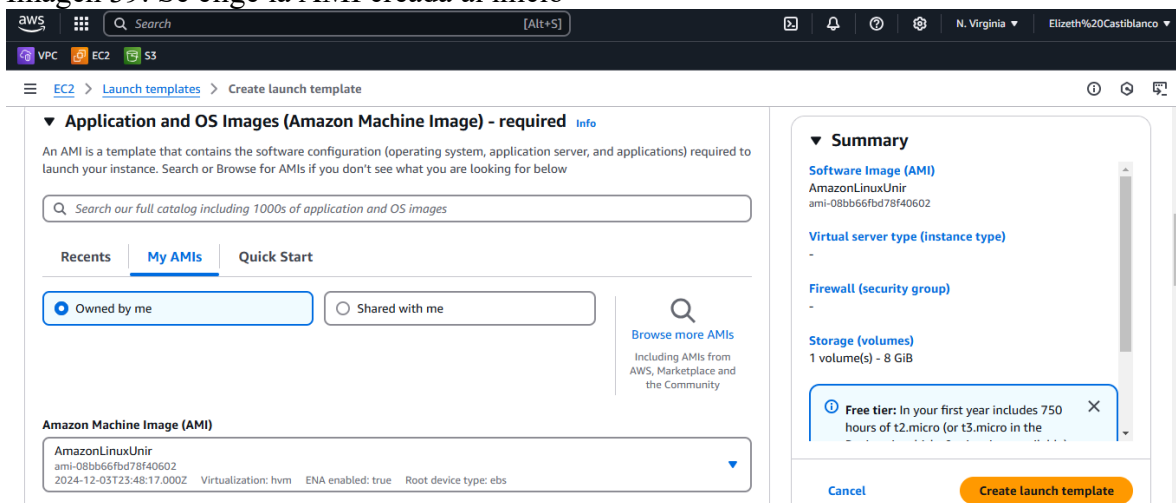 Imagen 39. Se elige la AMI creada al inicio
aws
Search
[Alt+S]
N. Virginia
Elizeth%20Castiblanco
VPC
EC2
S3
EC2 > Launch templates > Create launch template
Application and OS Images (Amazon Machine Image) - required Info
An AMI is a template that contains the software configuration (operating system, application server, and applications) required to
launch your instance. Search or Browse for AMIs if you don't see what you are looking for below
Search our full catalog including 1000s of application and OS images
Recents
My AMIs
Quick Start
Owned by me
Shared with me
Browse more AMIs
Including AMIs from
AWS, Marketplace and
the Community
Amazon Machine Image (AMI)
AmazonLinuxUnir
ami-08bb66fbd78f40602
2024-12-03T23:48:17.000Z Virtualization: hvm ENA enabled: true Root device type: ebs
Summary
Software Image (AMI)
AmazonLinuxUnir
ami-08bb66fbd78f40602
Virtual server type (instance type)
-
Firewall (security group)
-
Storage (volumes)
1 volume(s) - 8 GiB
Free tier: In your first year includes 750
hours of t2.micro (or t3.micro in the
Cancel
Create launch template